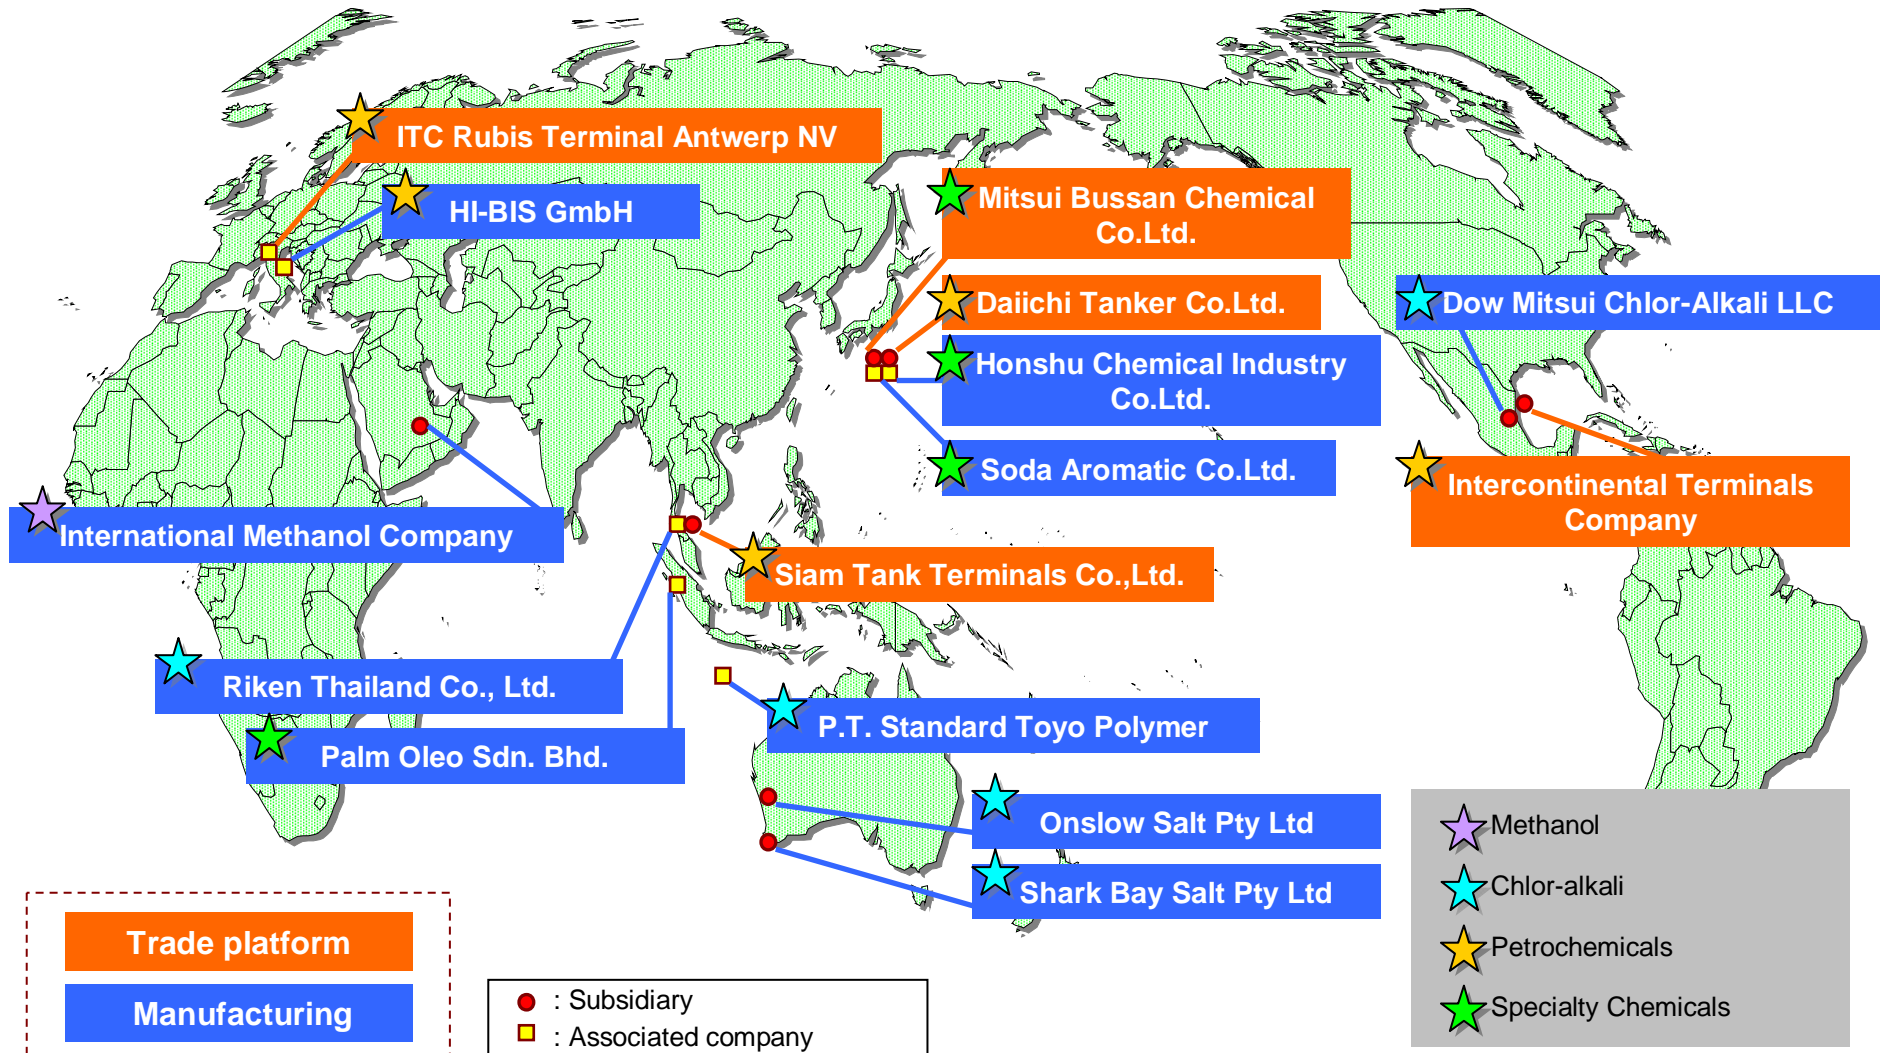 ITC Rubis Terminal Antwerp NV
HI-BIS GmbH
Mitsui Bussan Chemical
Co.Ltd.
Daiichi Tanker Co.Ltd.
Dow Mitsui Chlor-Alkali LLC
Honshu Chemical Industry
Co.Ltd.
Soda Aromatic Co.Ltd.
Intercontinental Terminals
Company
International Methanol Company
Siam Tank Terminals Co.,Ltd.
Riken Thailand Co., Ltd.
P.T. Standard Toyo Polymer
Palm Oleo Sdn. Bhd.
Onslow Salt Pty Ltd
Shark Bay Salt Pty Ltd
Methanol
Chlor-alkali
Petrochemicals
Specialty Chemicals
Trade platform
Manufacturing
: Subsidiary
: Associated company